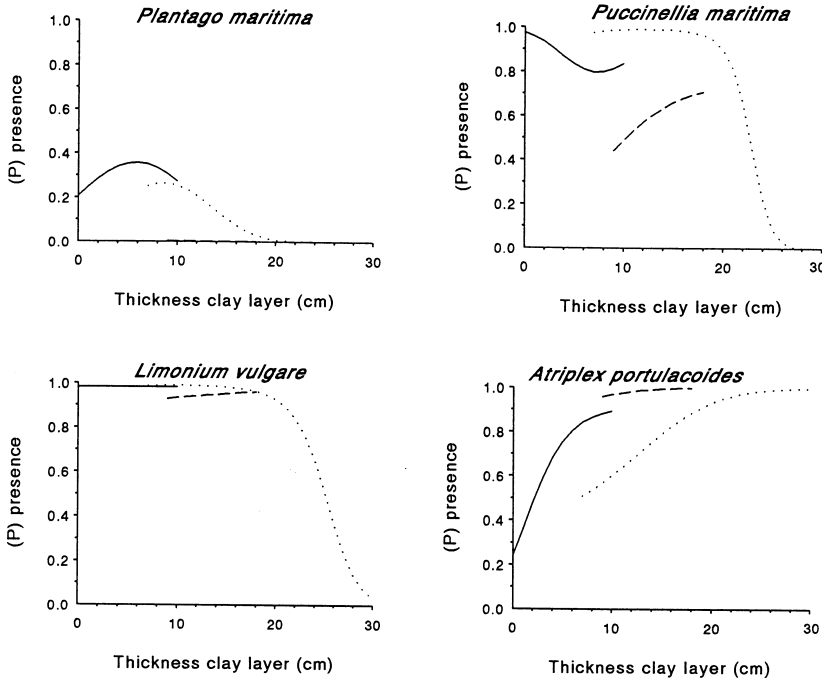 Plantago maritima
1.0
0.8
0.6
0.4
0.2
0.0
(P) presence
0 10 20 30
Thickness clay layer (cm)
Puccinellia maritima
1.0
0.8
0.6
0.4
0.2
0.0
(P) presence
0 10 20 30
Thickness clay layer (cm)
Limonium vulgare
1.0
0.8
0.6
0.4
0.2
0.0
(P) presence
0 10 20 30
Thickness clay layer (cm)
Atriplex portulacoides
1.0
0.8
0.6
0.4
0.2
0.0
(P) presence
0 10 20 30
Thickness clay layer (cm)